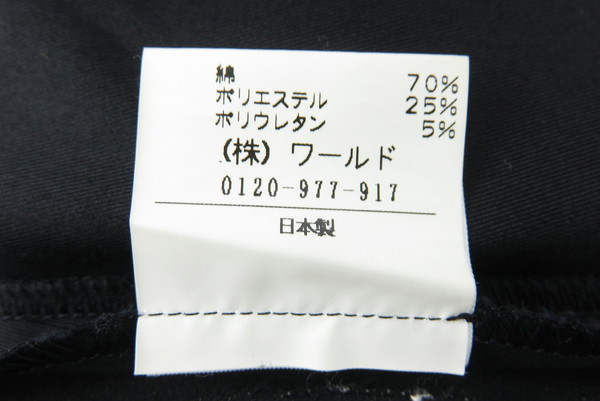 綿 70%
ポリエステル 25%
ポリウレタン 5%
(株) ワールド
0120-977-917
日本製